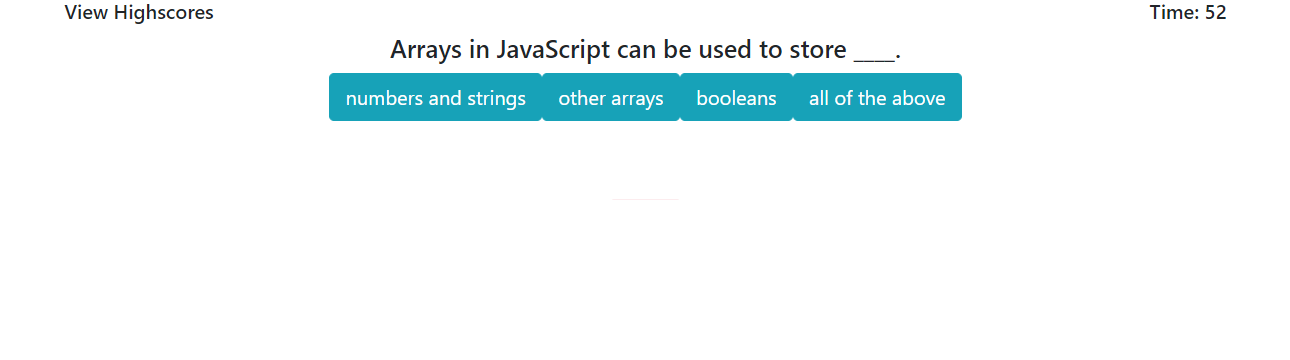 View Highscores
Time: 52
Arrays in JavaScript can be used to store ____.
numbers and strings
other arrays
booleans
all of the above